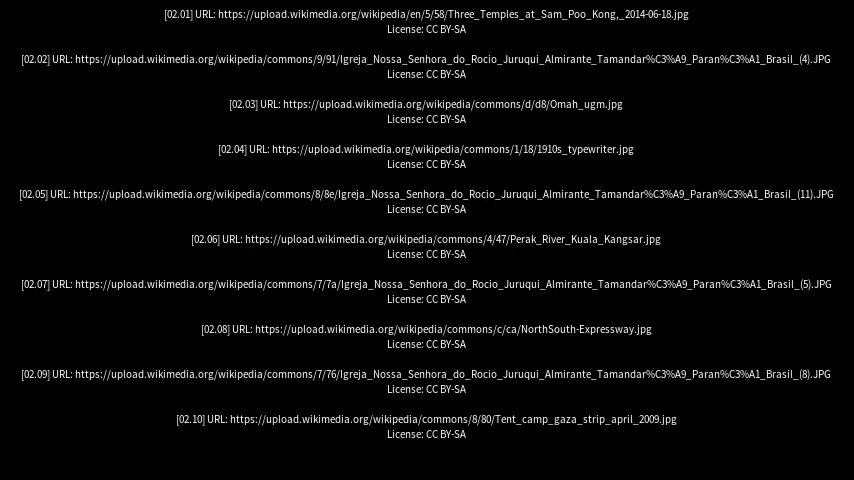 [02.01] URL: https://upload.wikimedia.org/wikipedia/en/5/58/Three_Temples_at_Sam_Poo_Kong,_2014-06-18.jpg
License: CC BY-SA
[02.02] URL: https://upload.wikimedia.org/wikipedia/commons/9/91/Igreja_Nossa_Senhora_do_Rocio_Juruqui_Almirante_Tamandar%C3%A9_Paran%C3%A1_Brasil_(4).JPG
License: CC BY-SA
[02.03] URL: https://upload.wikimedia.org/wikipedia/commons/d/d8/Omah_ugm.jpg
License: CC BY-SA
[02.04] URL: https://upload.wikimedia.org/wikipedia/commons/1/18/1910s_typewriter.jpg
License: CC BY-SA
[02.05] URL: https://upload.wikimedia.org/wikipedia/commons/8/8e/Igreja_Nossa_Senhora_do_Rocio_Juruqui_Almirante_Tamandar%C3%A9_Paran%C3%A1_Brasil_(11).JPG
License: CC BY-SA
[02.06] URL: https://upload.wikimedia.org/wikipedia/commons/4/47/Perak_River_Kuala_Kangsar.jpg
License: CC BY-SA
[02.07] URL: https://upload.wikimedia.org/wikipedia/commons/7/7a/Igreja_Nossa_Senhora_do_Rocio_Juruqui_Almirante_Tamandar%C3%A9_Paran%C3%A1_Brasil_(5).JPG
License: CC BY-SA
[02.08] URL: https://upload.wikimedia.org/wikipedia/commons/c/ca/NorthSouth-Expressway.jpg
License: CC BY-SA
[02.09] URL: https://upload.wikimedia.org/wikipedia/commons/7/76/Igreja_Nossa_Senhora_do_Rocio_Juruqui_Almirante_Tamandar%C3%A9_Paran%C3%A1_Brasil_(8).JPG
License: CC BY-SA
[02.10] URL: https://upload.wikimedia.org/wikipedia/commons/8/80/Tent_camp_gaza_strip_april_2009.jpg
License: CC BY-SA